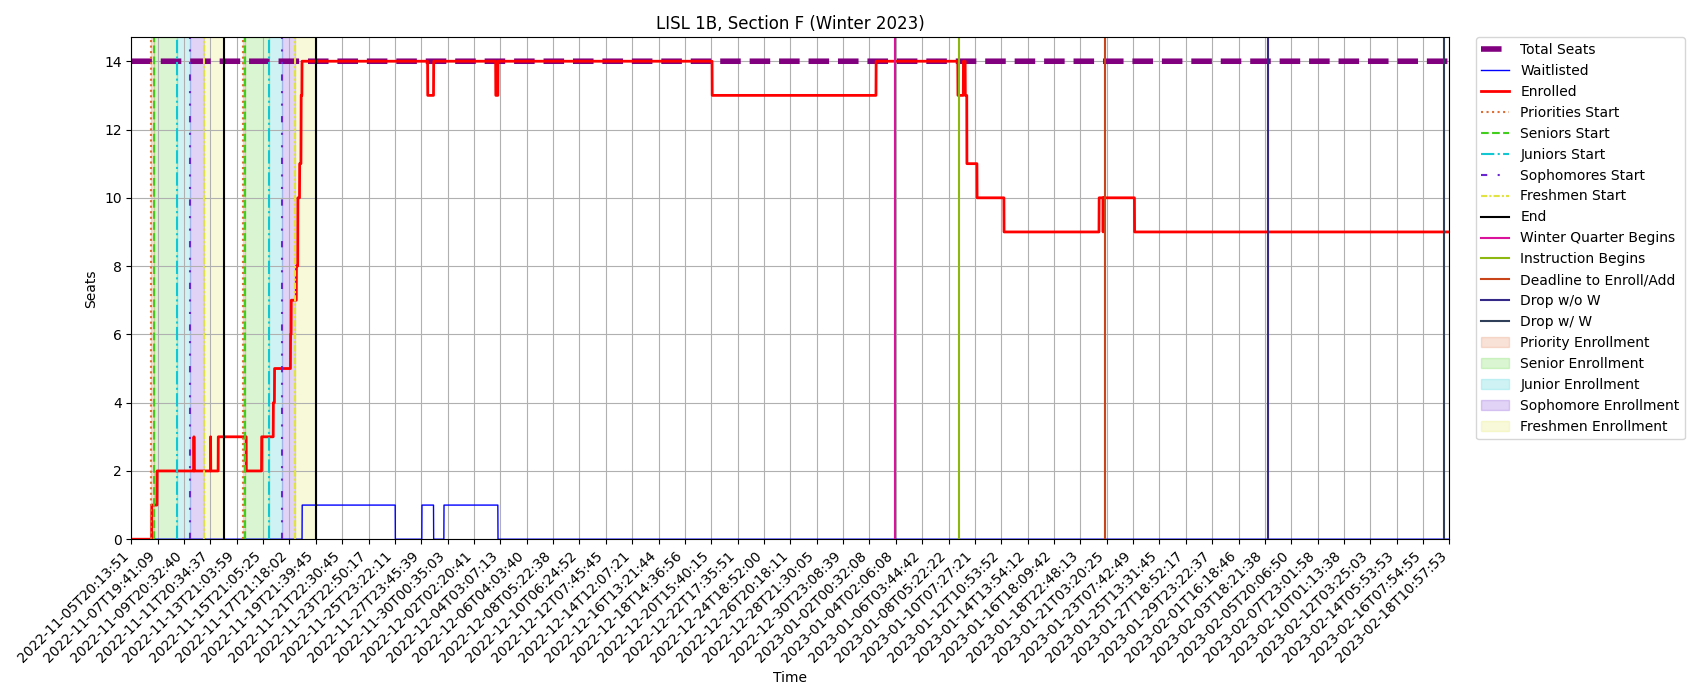 LISL 1B, Section F (Winter 2023)
Seats
14
12
10
8
6
4
2
0
2022-11-05T20:13:51
2022-11-07T19:41:09
2022-11-09T20:32:40
2022-11-11T20:34:37
2022-11-13T21:03:59
2022-11-15T21:05:25
2022-11-17T21:18:02
2022-11-19T21:39:45
2022-11-21T22:30:45
2022-11-23T22:50:17
2022-11-25T23:22:11
2022-11-27T23:45:39
2022-11-30T00:35:03
2022-12-02T02:20:41
2022-12-04T03:07:13
2022-12-06T04:03:40
2022-12-08T05:22:38
2022-12-10T06:24:52
2022-12-12T07:45:45
2022-12-14T12:07:21
2022-12-16T13:21:44
2022-12-18T14:36:56
2022-12-20T15:40:15
2022-12-22T17:35:51
2022-12-24T18:52:00
2022-12-26T20:18:11
2022-12-28T21:30:05
2022-12-30T23:08:39
2023-01-02T00:32:08
2023-01-04T02:06:08
2023-01-06T03:44:42
2023-01-08T05:22:22
2023-01-10T07:27:21
2023-01-12T10:53:52
2023-01-14T13:54:12
2023-01-16T18:09:42
2023-01-18T22:48:13
2023-01-21T03:20:25
2023-01-23T07:42:49
2023-01-25T13:31:45
2023-01-27T18:52:17
2023-01-29T23:22:37
2023-02-01T16:18:46
2023-02-03T18:21:38
2023-02-05T20:06:50
2023-02-07T23:01:58
2023-02-10T01:13:38
2023-02-12T03:25:03
2023-02-14T05:53:53
2023-02-16T07:54:55
2023-02-18T10:57:53
Time
Total Seats
Waitlisted
Enrolled
Priorities Start
Seniors Start
Juniors Start
Sophomores Start
Freshmen Start
End
Winter Quarter Begins
Instruction Begins
Deadline to Enroll/Add
Drop w/o W
Drop w/ W
Priority Enrollment
Senior Enrollment
Junior Enrollment
Sophomore Enrollment
Freshmen Enrollment